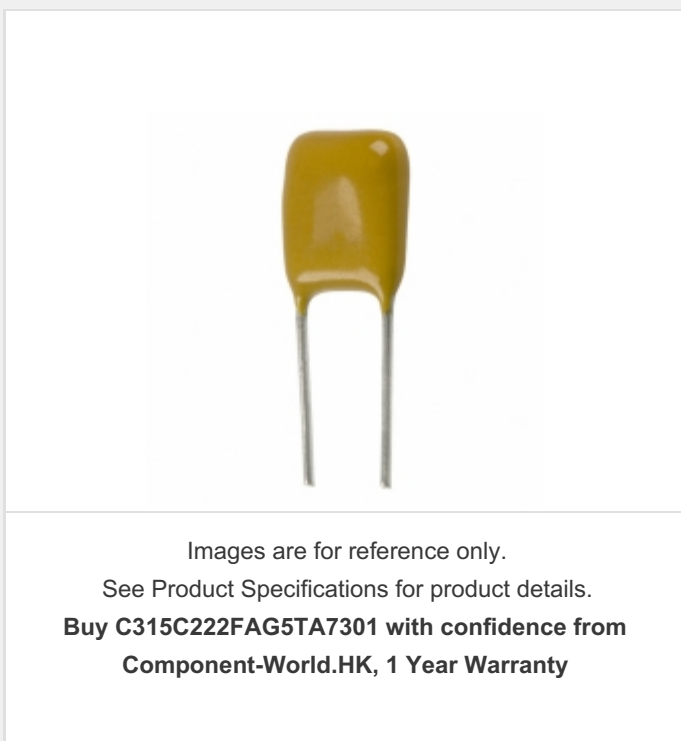 Images are for reference only.
See Product Specifications for product details.
Buy C315C222FAG5TA7301 with confidence from
Component-World.HK, 1 Year Warranty